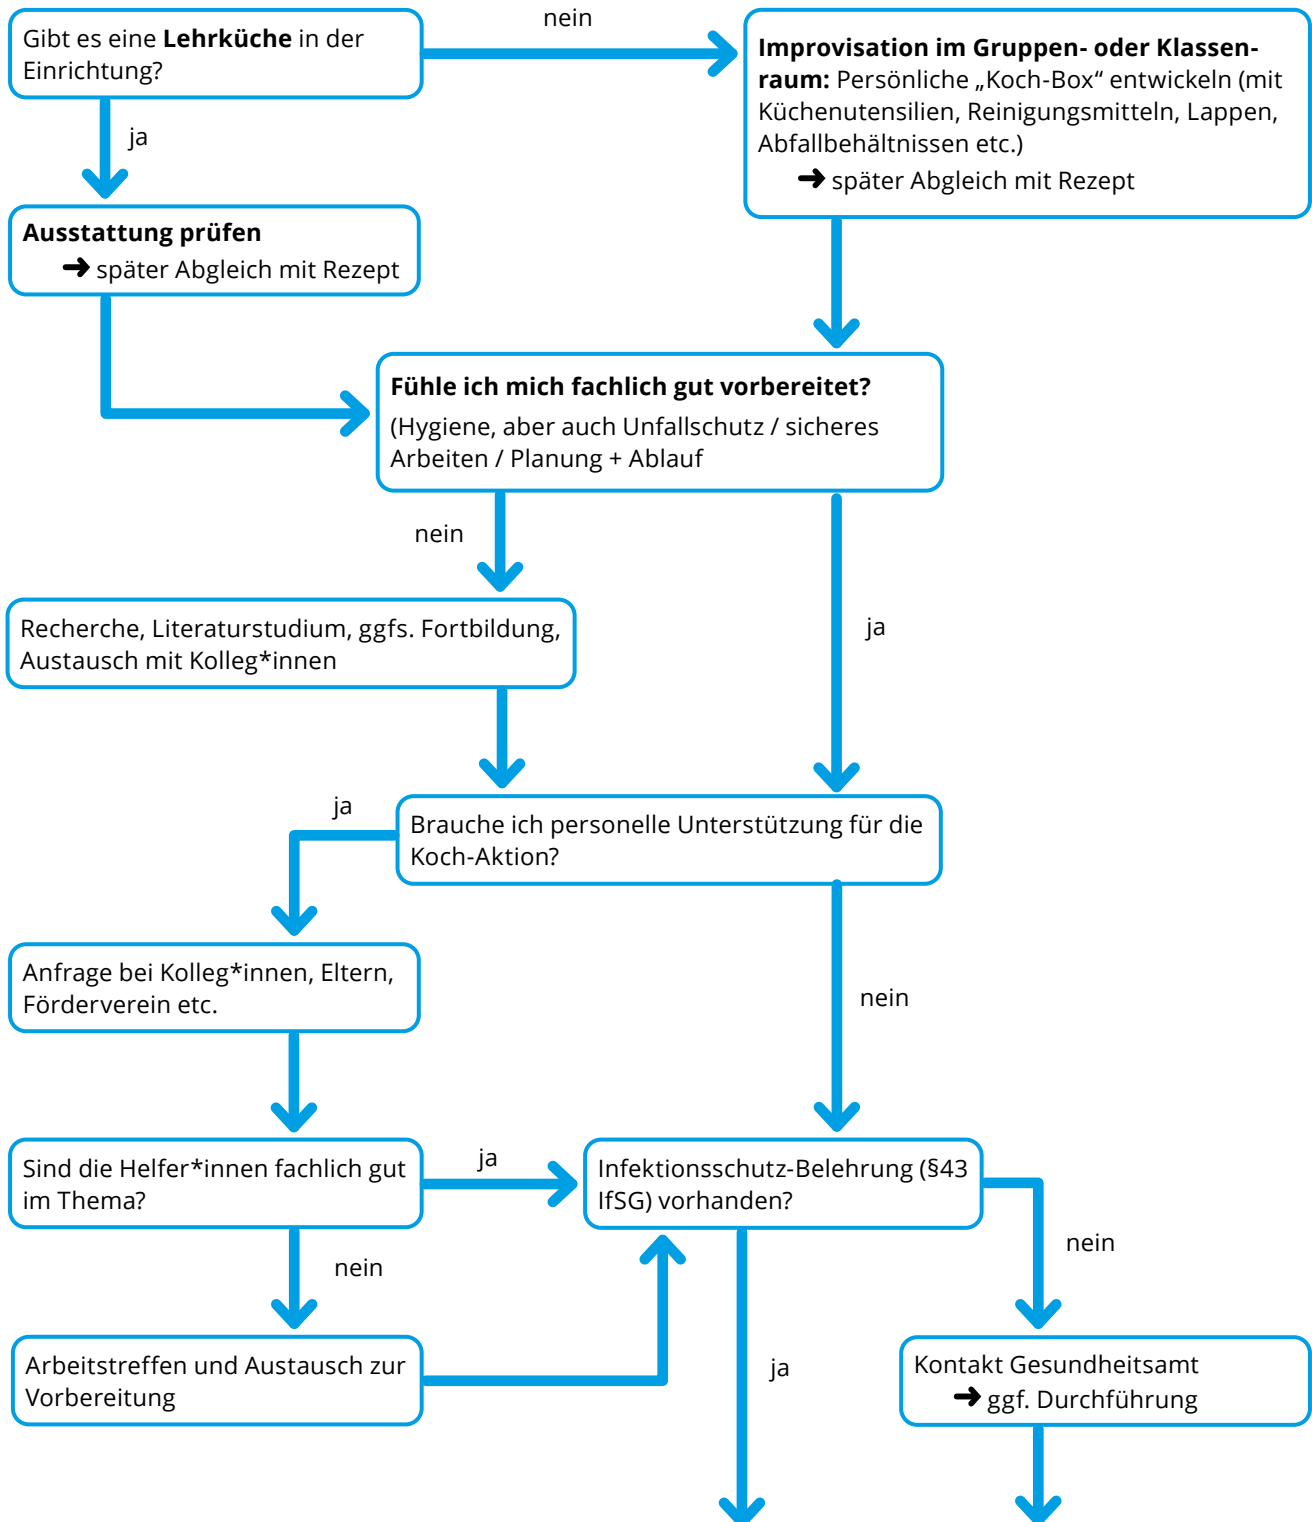 nein
Gibt es eine Lehrküche in der
Einrichtung?
Improvisation im Gruppen- oder Klassen-
raum: Persönliche „Koch-Box“ entwickeln (mit
Küchenutensilien, Reinigungsmitteln, Lappen,
Abfallbehältnissen etc.)
➜ später Abgleich mit Rezept
ja
Ausstattung prüfen
➜ später Abgleich mit Rezept
Fühle ich mich fachlich gut vorbereitet?
(Hygiene, aber auch Unfallschutz / sicheres
Arbeiten / Planung + Ablauf
nein
ja
Recherche, Literaturstudium, ggfs. Fortbildung,
Austausch mit Kolleg*innen
ja
Brauche ich personelle Unterstützung für die
Koch-Aktion?
Anfrage bei Kolleg*innen, Eltern,
Förderverein etc.
nein
Sind die Helfer*innen fachlich gut
im Thema?
ja
Infektionsschutz-Belehrung (§43
IfSG) vorhanden?
nein
nein
Arbeitstreffen und Austausch zur
Vorbereitung
ja
Kontakt Gesundheitsamt
➜ ggf. Durchführung